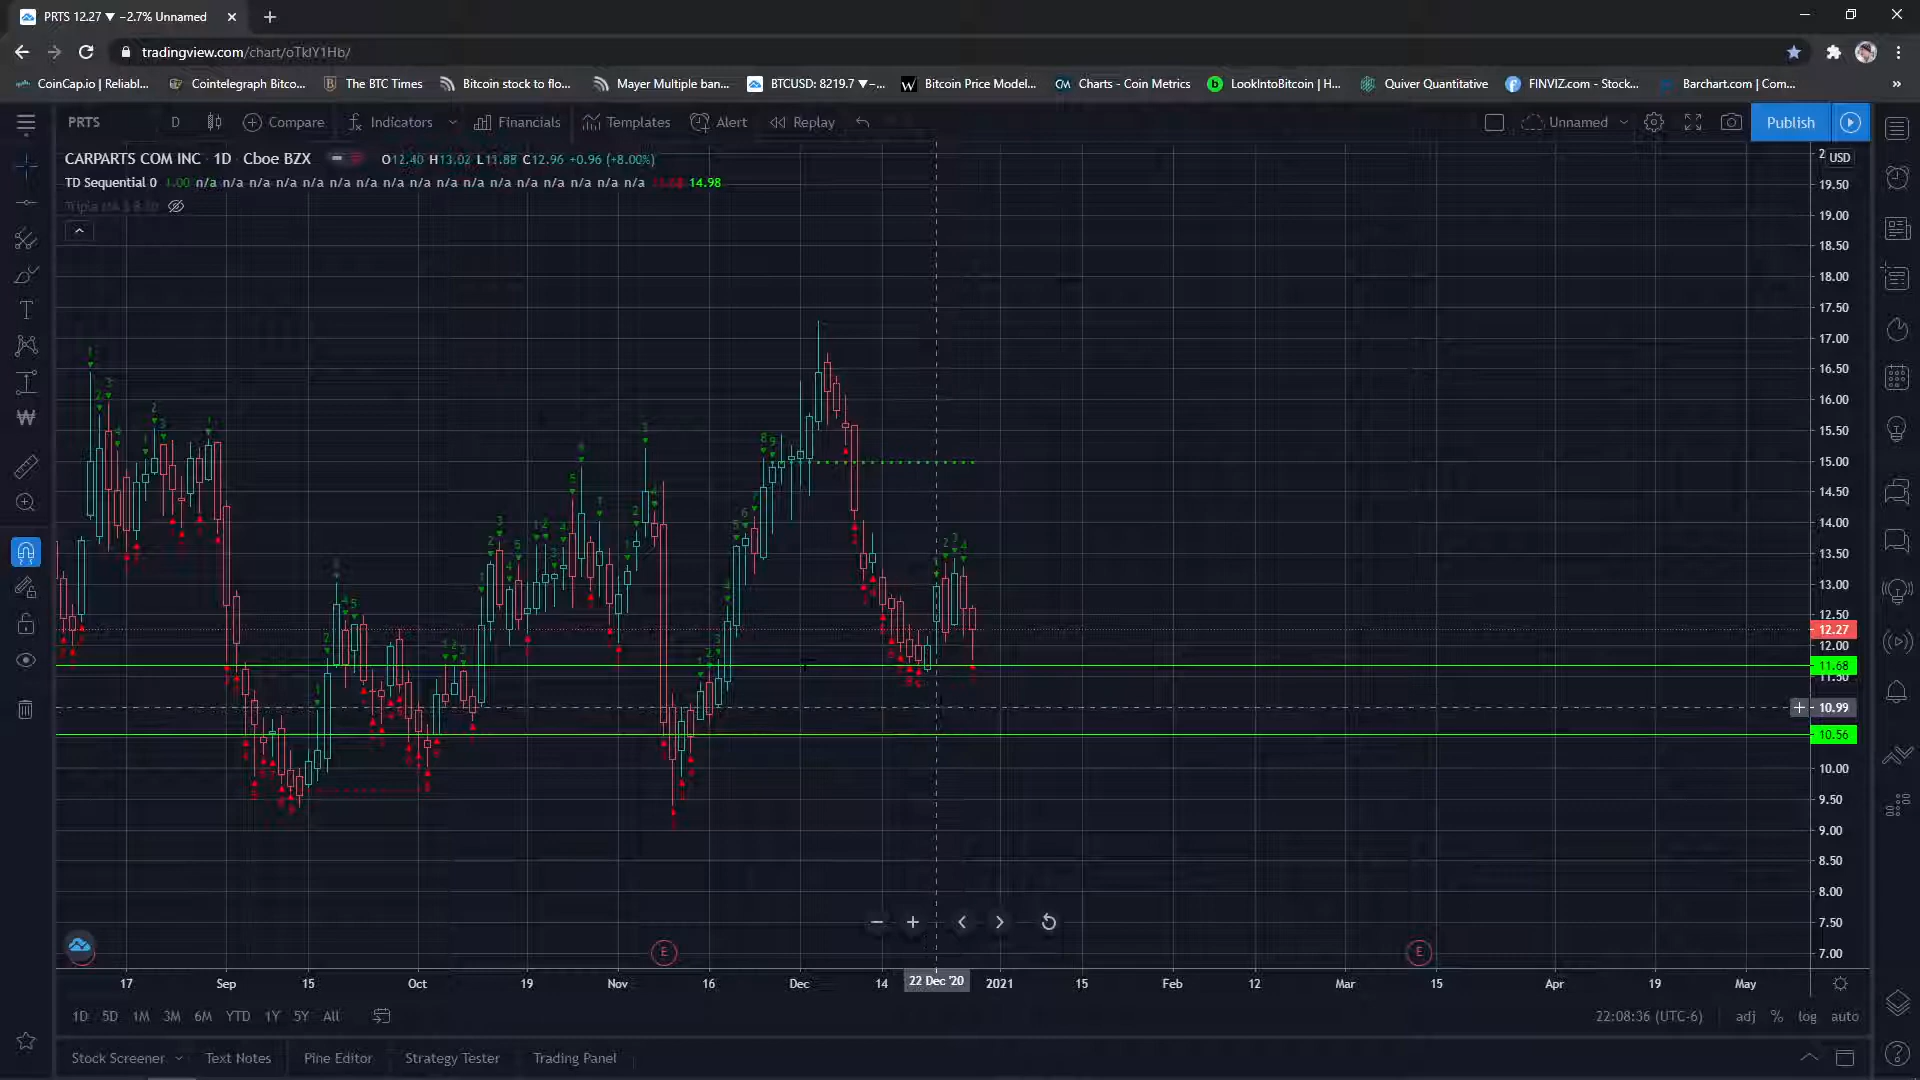 PRTS 12.27 ▼ −2.7% Unnamed
tradingview.com/chart/oTkIY1Hb/
CoinCap.io | Reliabl... Cointelegraph Bitco... The BTC Times Bitcoin stock to flo... Mayer Multiple ban... BTCUSD: 8219.7 ▼−... Bitcoin Price Model... Charts - Coin Metrics LookIntoBitcoin | H... Quiver Quantitative FINVIZ.com - Stock... Barchart.com | Com... »
PRTS D Compare Indicators Financials Templates Alert Replay Unnamed Publish
CARPARTS COM INC · 1D · Cboe BZX O12.40 H13.02 L11.88 C12.96 +0.96 (+8.00%)
TD Sequential 0 1.00 n/a n/a n/a n/a n/a n/a n/a n/a n/a n/a n/a n/a n/a n/a n/a n/a n/a 14.98
USD
19.50
19.00
18.50
18.00
17.50
17.00
16.50
16.00
15.50
15.00
14.50
14.00
13.50
13.00
12.50
12.27
12.00
11.68
11.50
10.99
10.56
10.00
9.50
9.00
8.50
8.00
7.50
7.00
E E
17 Sep 15 Oct 19 Nov 16 Dec 14 22 Dec '20 2021 15 Feb 12 Mar 15 Apr 19 May
1D 5D 1M 3M 6M YTD 1Y 5Y All 22:08:36 (UTC-6) adj % log auto
Stock Screener Text Notes Pine Editor Strategy Tester Trading Panel